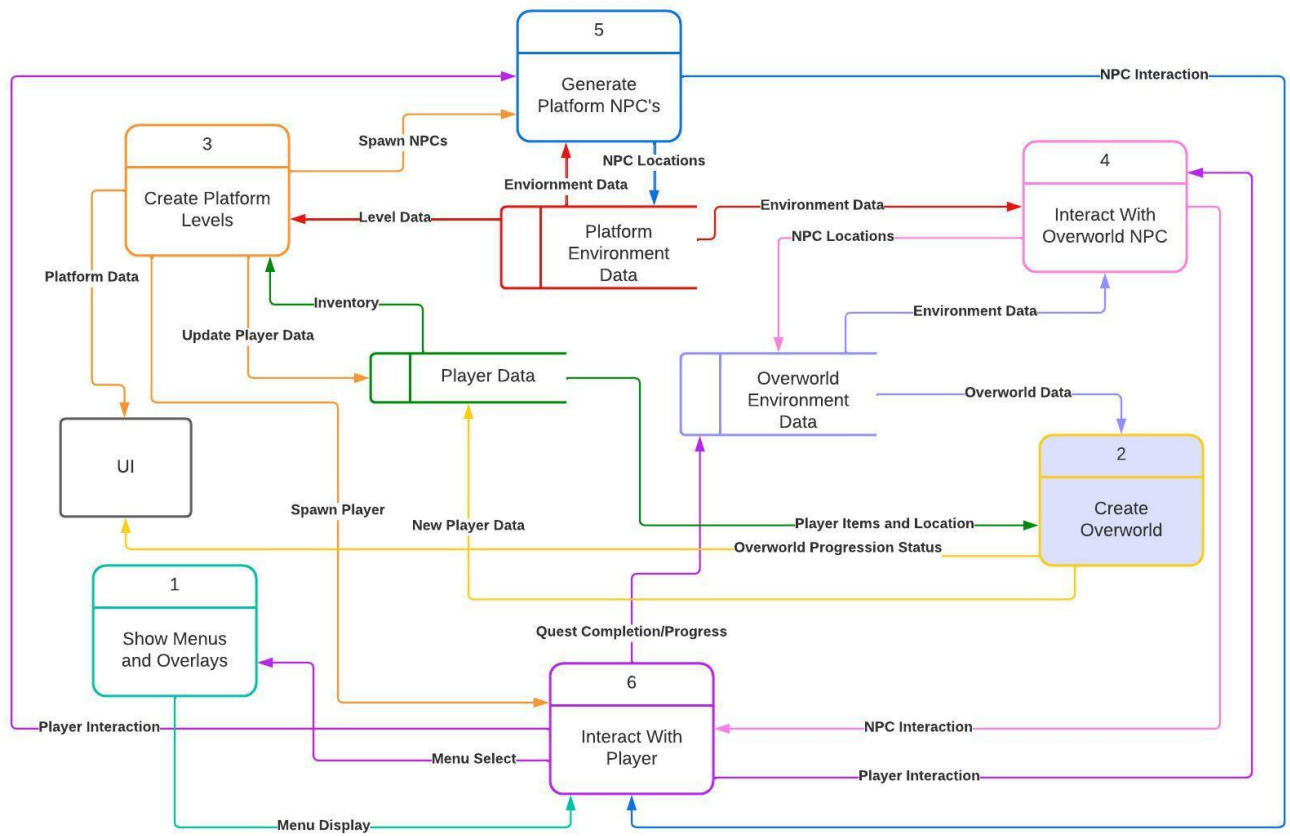 5
Generate
Platform NPC's
NPC Interaction
3
Create Platform
Levels
Spawn NPCs
NPC Locations
Enviornment Data
4
Interact With
Overworld NPC
Level Data
Platform
Environment
Data
Environment Data
NPC Locations
Platform Data
Inventory
Update Player Data
Environment Data
Player Data
Overworld
Environment
Data
Overworld Data
UI
2
Create
Overworld
Spawn Player
New Player Data
Player Items and Location
Overworld Progression Status
1
Show Menus
and Overlays
Quest Completion/Progress
6
Interact With
Player
Player Interaction
NPC Interaction
Menu Select
Player Interaction
Menu Display